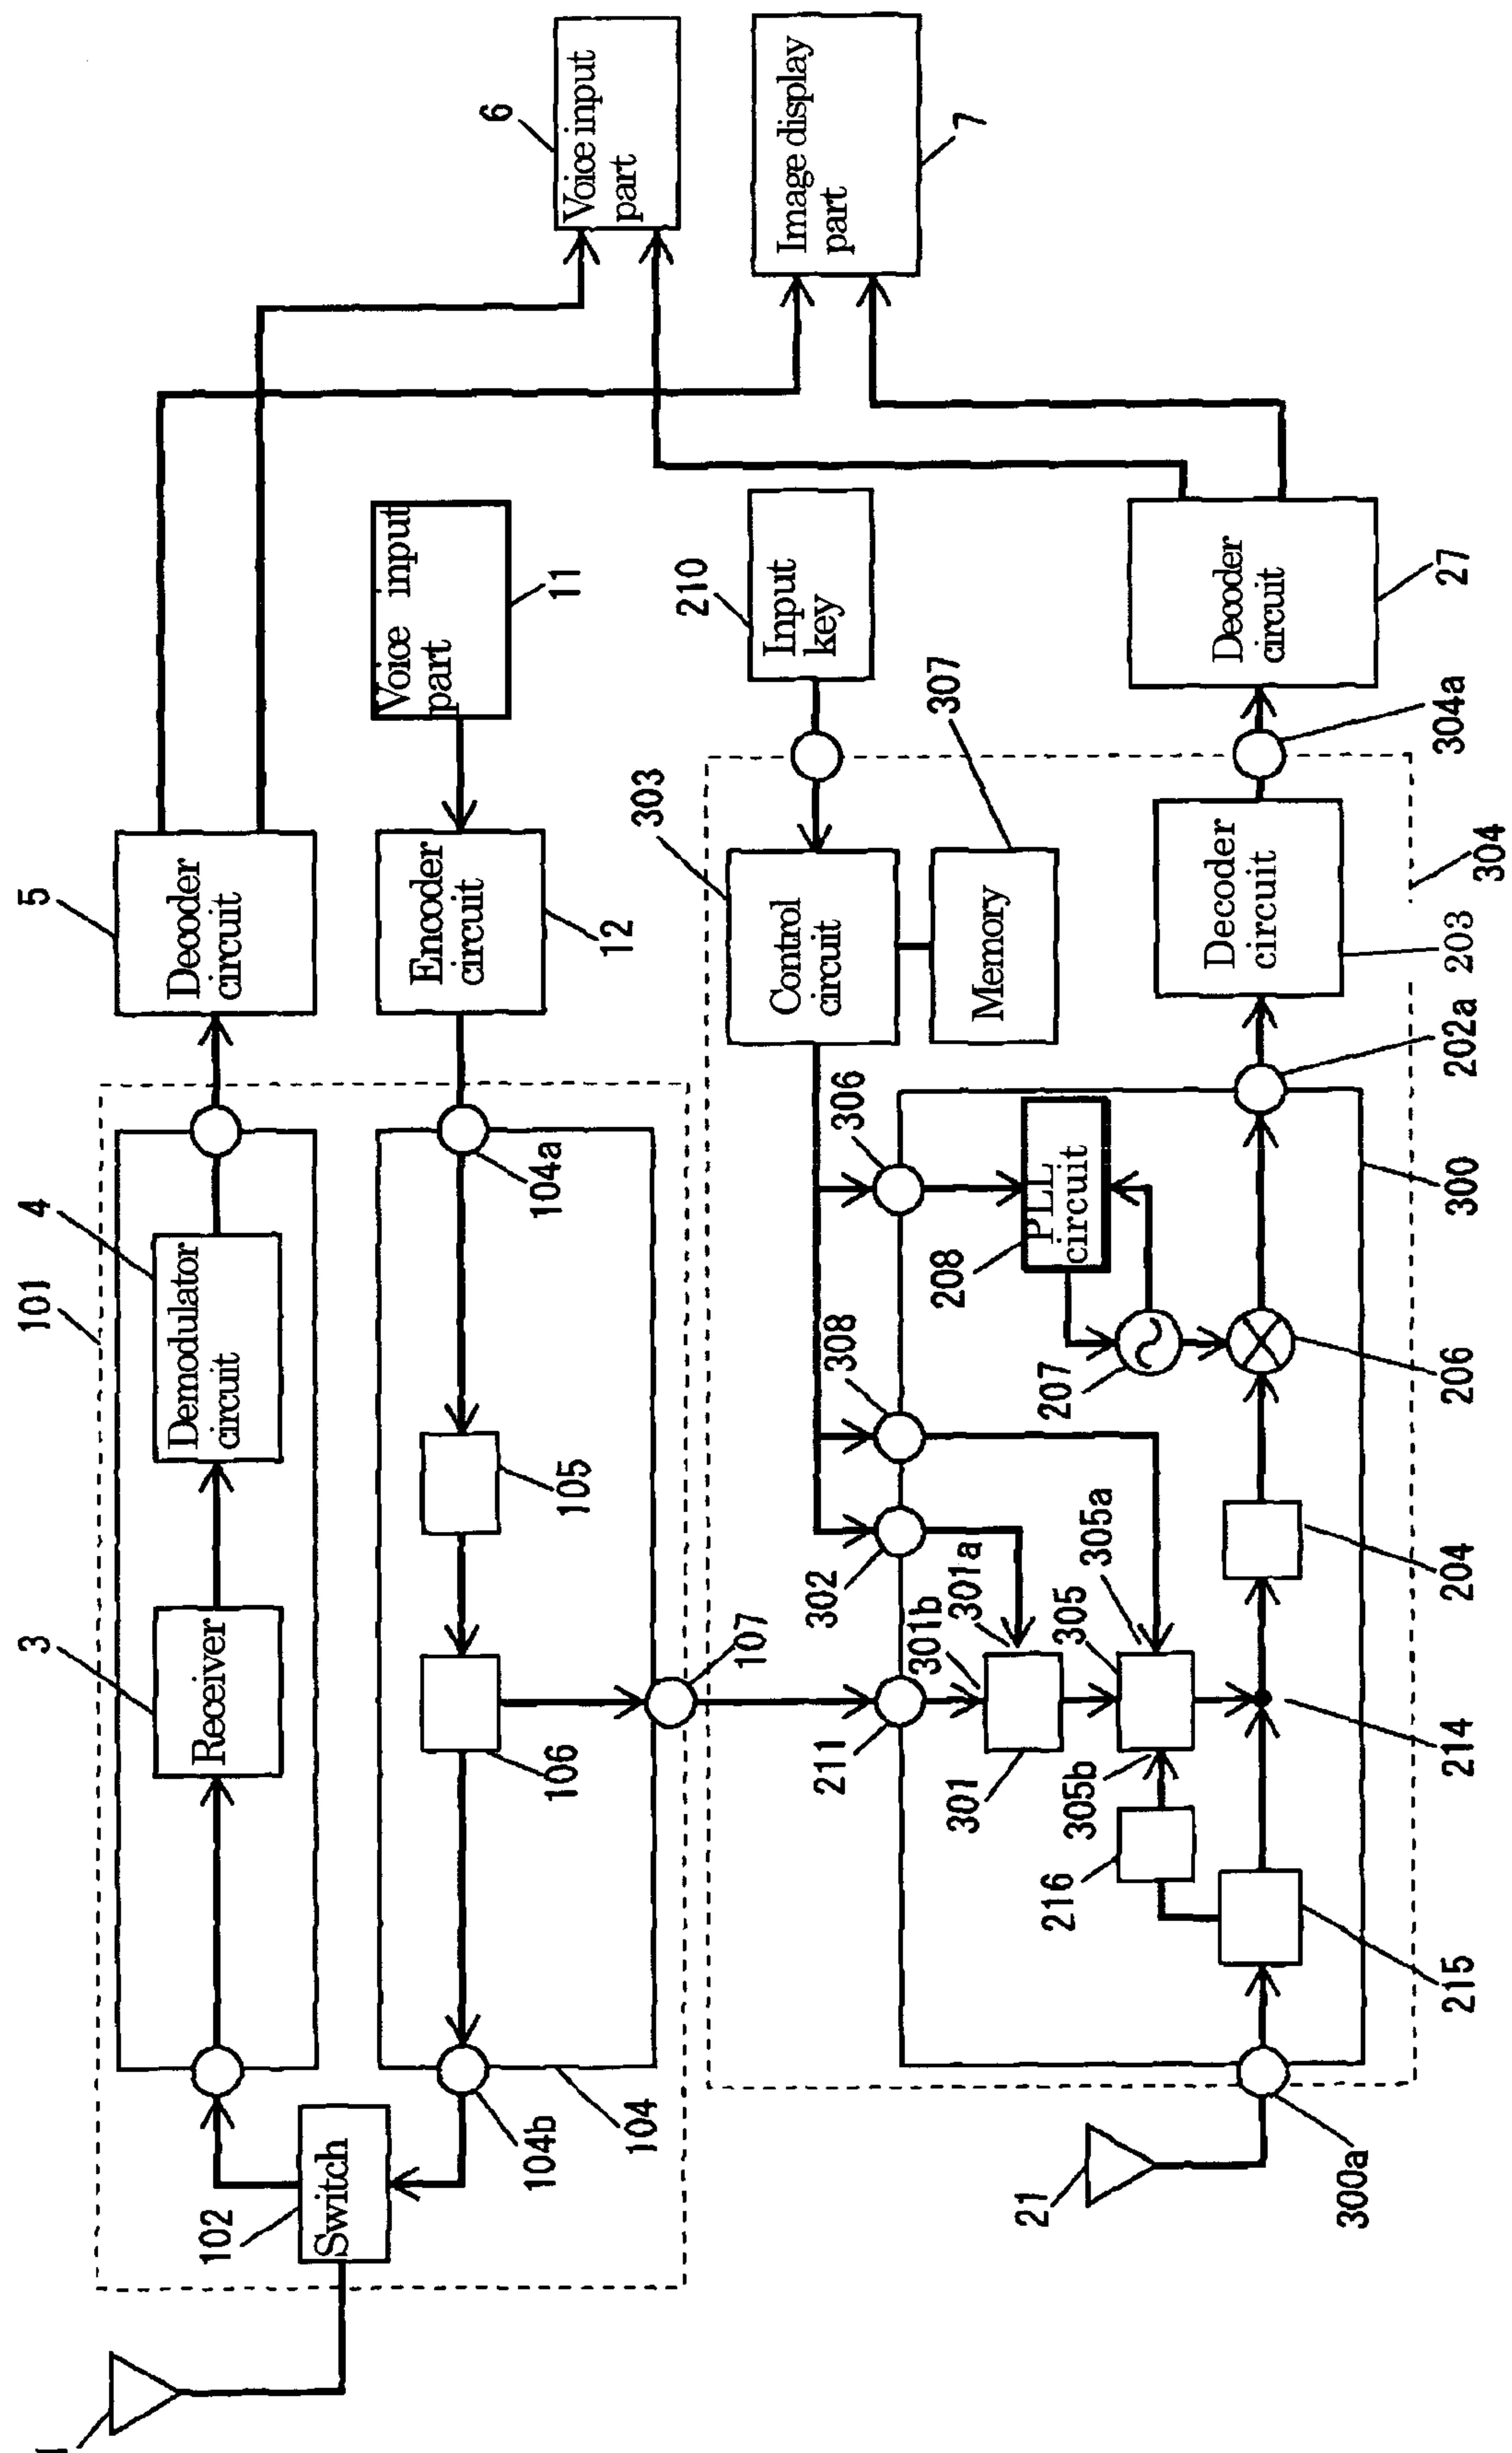 1
102
Switch
101
3
Receiver
4
Demodulator
circuit
5
Decoder
circuit
6
Voice input
part
Image display
part
7
104b
104
106
105
104a
Encoder
circuit
12
Voice input
part
11
107
210
Input
key
303
Control
circuit
307
Memory
211
301b
301a
302
308
306
301
305b
305
305a
216
207
208
PLL
circuit
21
300a
215
214
204
206
300
202a
Decoder
circuit
203
304
304a
Decoder
circuit
27